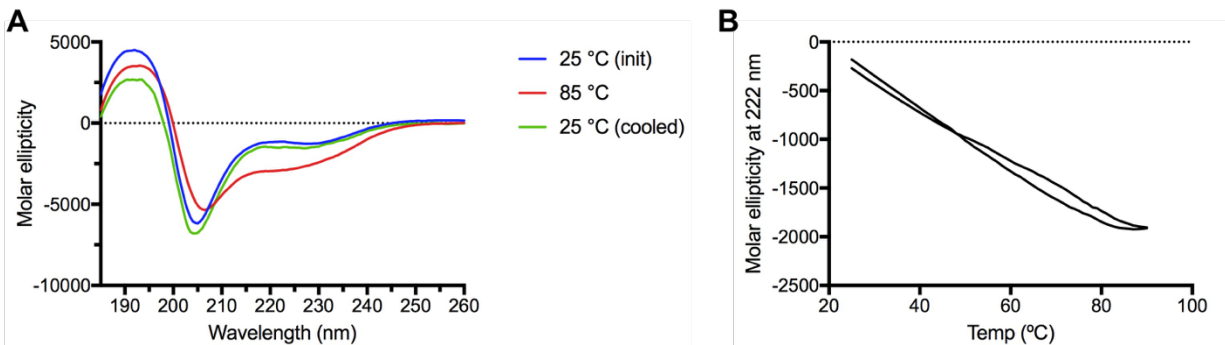 A
Molar ellipticity
5000
0
-5000
-10000
190 200 210 220 230 240 250 260
Wavelength (nm)
25 °C (init)
85 °C
25 °C (cooled)
B
Molar ellipticity at 222 nm
0
-500
-1000
-1500
-2000
-2500
20 40 60 80 100
Temp (ºC)